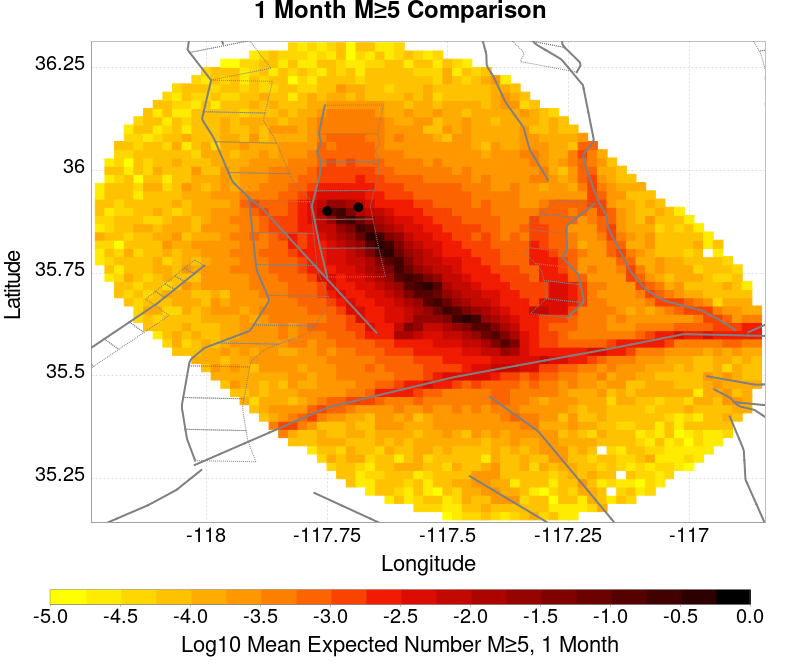 1 Month M≥5 Comparison
36.25
36
35.75
35.5
35.25
Latitude
-118 -117.75 -117.5 -117.25 -117
Longitude
-5.0 -4.5 -4.0 -3.5 -3.0 -2.5 -2.0 -1.5 -1.0 -0.5 0.0
Log10 Mean Expected Number M≥5, 1 Month